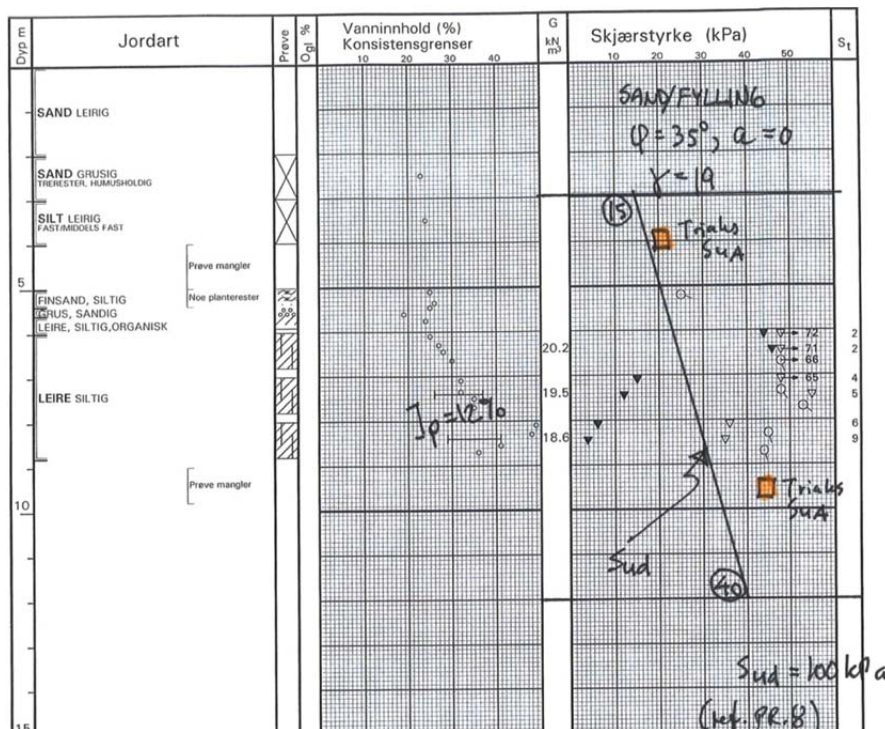 Dyp m
Jordart
Prøve
Ogl %
Vanninnhold (%)
Konsistensgrenser
10 20 30 40
G
kN
m³
Skjærstyrke (kPa)
10 20 30 40 50
St
SAND LEIRIG
SAND/FYLLING
φ = 35°, a = 0
γ = 19
SAND GRUSIG
TRERESTER, HUMUSHOLDIG
SILT LEIRIG
FAST/MIDDELS FAST
15
Triaks
SuA
Prøve mangler
5
Noe planterester
FINSAND, SILTIG
GRUS, SANDIG
LEIRE, SILTIG,ORGANISK
72 2
20.2 71 2
66
65 4
LEIRE SILTIG
19.5 5
Ip=12%
6
18.6 9
Prøve mangler
Triaks
SuA
10
Sud
40
Sud = 100 kPa
(ref. PR. 8)
15